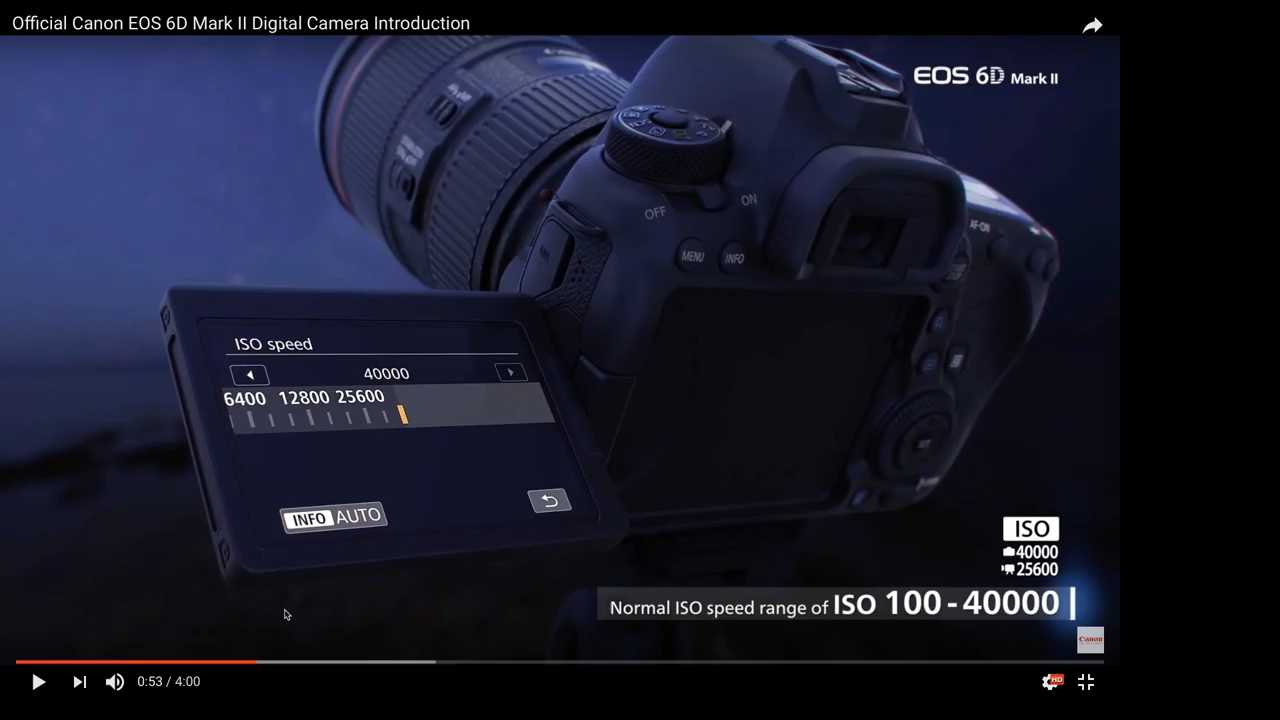 Official Canon EOS 6D Mark II Digital Camera Introduction
EOS 6D Mark II
OFF
ON
MENU
INFO
AF-ON
ISO speed
40000
6400 12800 25600
INFO AUTO
ISO
40000
25600
Normal ISO speed range of ISO 100 - 40000
Canon
0:53 / 4:00
HD